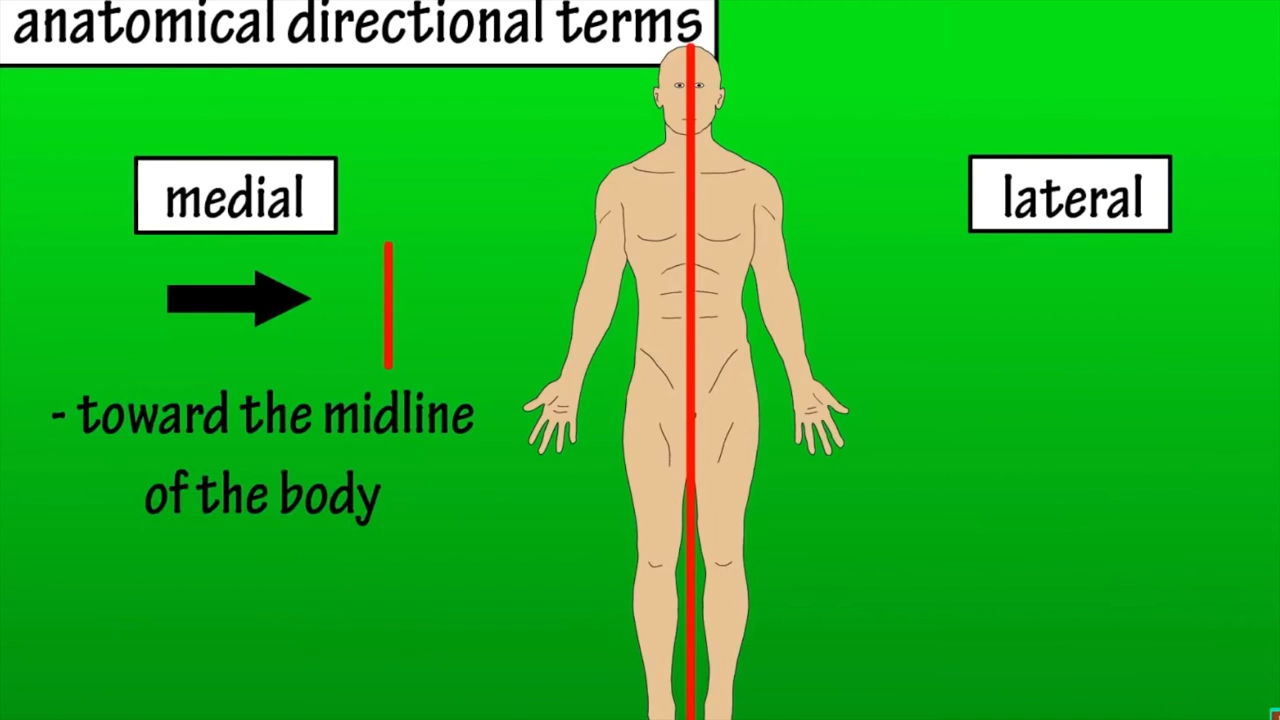 anatomical directional terms
medial
lateral
- toward the midline
of the body